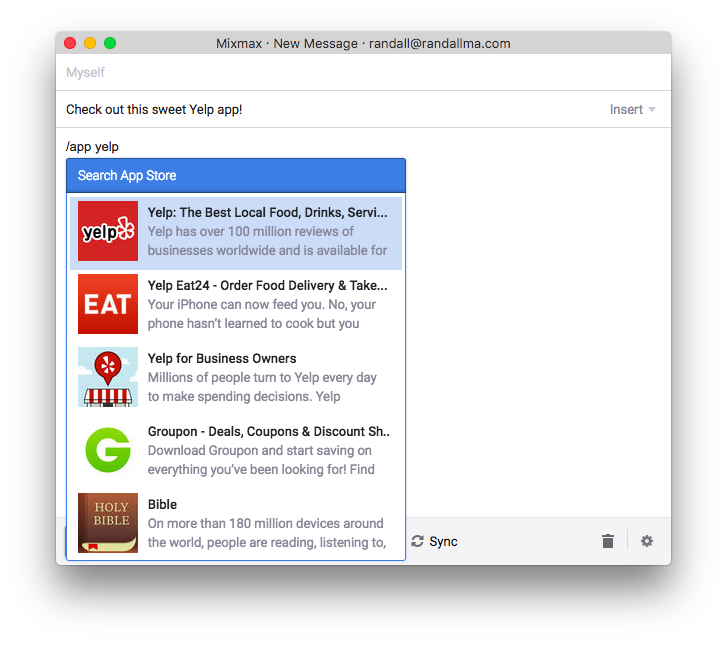 Mixmax · New Message · randall@randallma.com
Myself
Check out this sweet Yelp app!
Insert
/app yelp
Search App Store
yelp
Yelp: The Best Local Food, Drinks, Servi...
Yelp has over 100 million reviews of
businesses worldwide and is available for
EAT
Yelp Eat24 - Order Food Delivery & Take...
Your iPhone can now feed you. No, your
phone hasn’t learned to cook but you
Yelp for Business Owners
Millions of people turn to Yelp every day
to make spending decisions. Yelp
G
Groupon - Deals, Coupons & Discount Sh..
Download Groupon and start saving on
everything you’ve been looking for! Find
HOLY
BIBLE
Bible
On more than 180 million devices around
the world, people are reading, listening to,
Sync